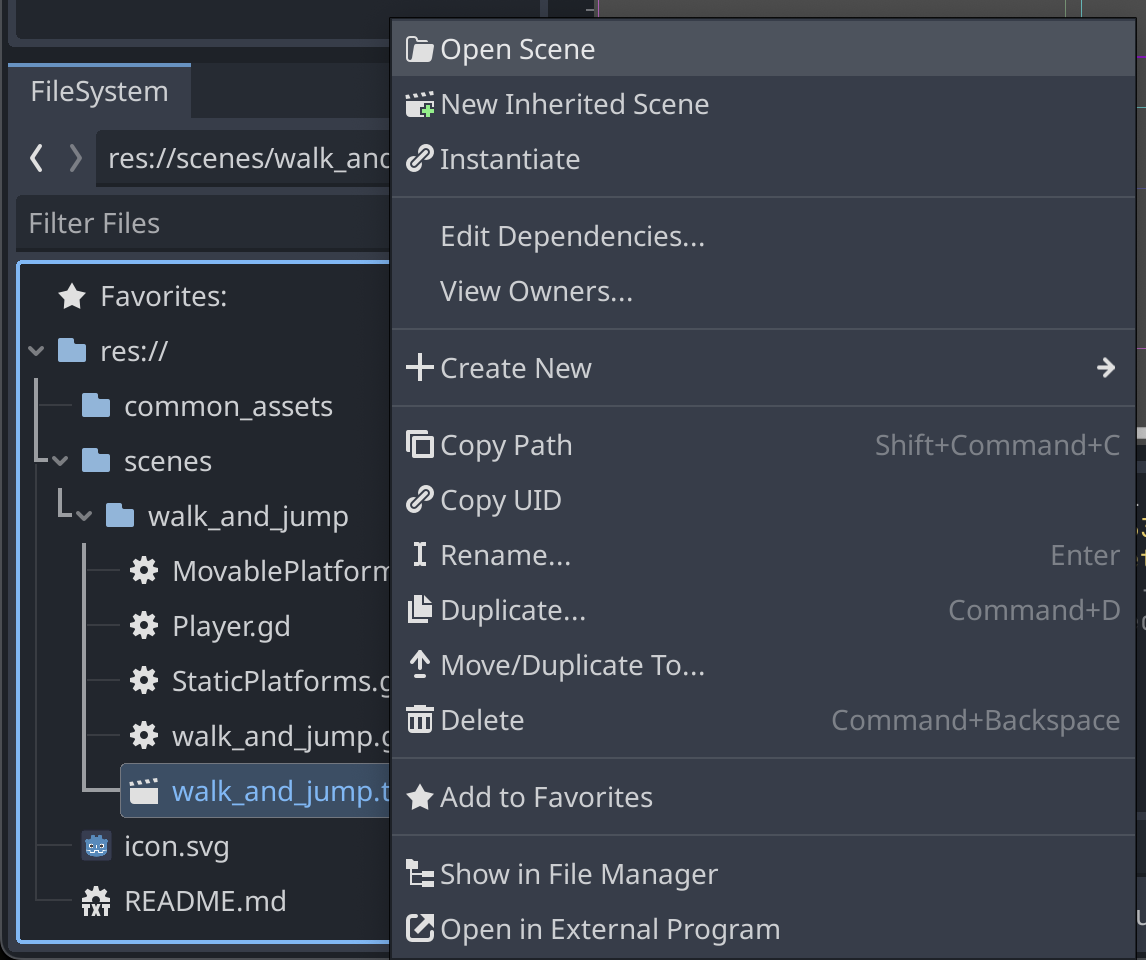 FileSystem
res://scenes/walk_and
Filter Files
Favorites:
res://
common_assets
scenes
walk_and_jump
MovablePlatform
Player.gd
StaticPlatforms.g
walk_and_jump.g
walk_and_jump.t
icon.svg
README.md
Open Scene
New Inherited Scene
Instantiate
Edit Dependencies...
View Owners...
Create New
Copy Path Shift+Command+C
Copy UID
Rename... Enter
Duplicate... Command+D
Move/Duplicate To...
Delete Command+Backspace
Add to Favorites
Show in File Manager
Open in External Program